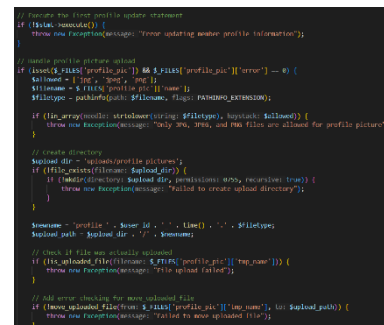 // Execute the first profile update statement
if (!$stmt->execute()) {
throw new Exception(message: "Error updating member profile information");
}
// Handle profile picture upload
if (isset($_FILES['profile_pic']) && $_FILES['profile_pic']['error'] == 0) {
$allowed = ['jpg', 'jpeg', 'png'];
$filename = $_FILES['profile_pic']['name'];
$filetype = pathinfo(path: $filename, flags: PATHINFO_EXTENSION);
if (!in_array(needle: strtolower(string: $filetype), haystack: $allowed)) {
throw new Exception(message: "Only JPG, JPEG, and PNG files are allowed for profile picture"
}
// Create directory
$upload_dir = 'uploads/profile_pictures';
if (!file_exists(filename: $upload_dir)) {
if (!mkdir(directory: $upload_dir, permissions: 0755, recursive: true)) {
throw new Exception(message: "Failed to create upload directory");
}
}
$newname = 'profile_' . $user_id . '_' . time() . '.' . $filetype;
$upload_path = $upload_dir . '/' . $newname;
// Check if file was actually uploaded
if (!is_uploaded_file(filename: $_FILES['profile_pic']['tmp_name'])) {
throw new Exception(message: "File upload failed");
}
// Add error checking for move_uploaded_file
if (!move_uploaded_file(from: $_FILES['profile_pic']['tmp_name'], to: $upload_path)) {
throw new Exception(message: "Failed to move uploaded file");